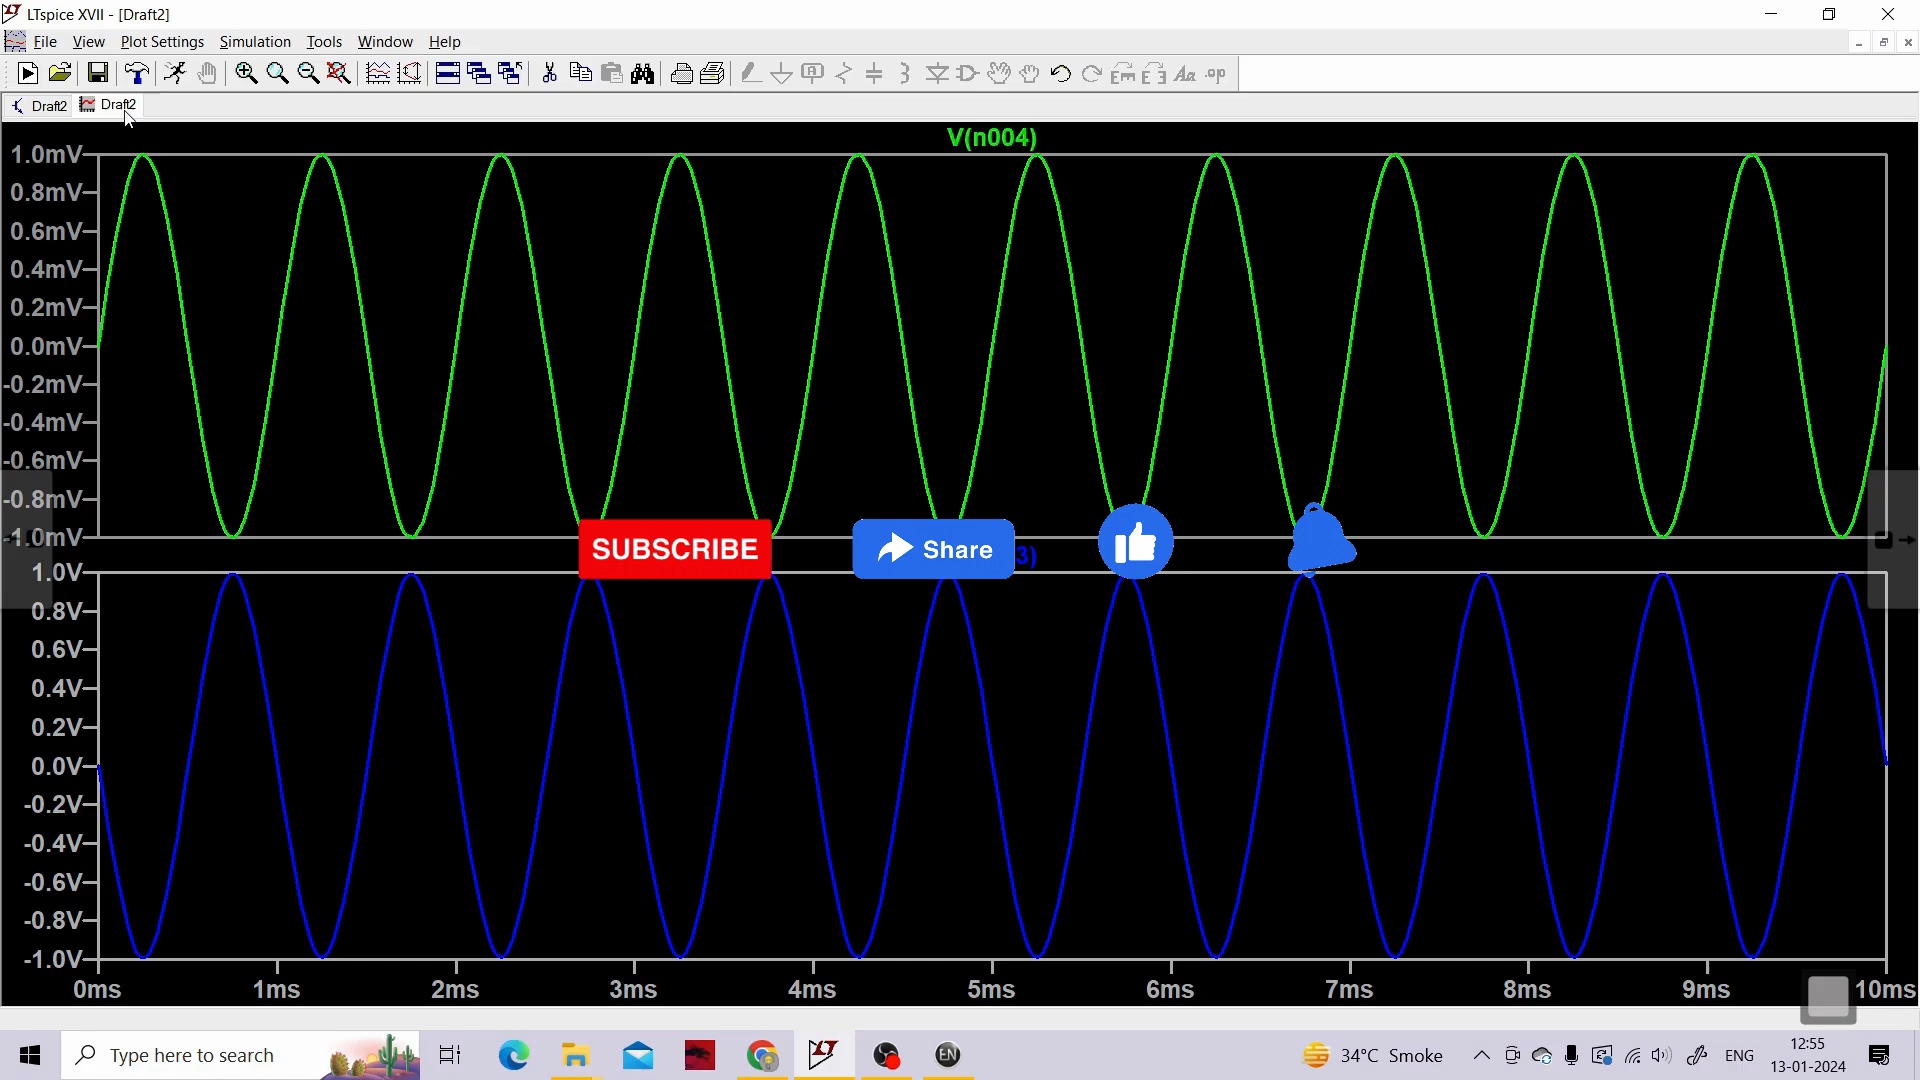 LTspice XVII - [Draft2]
File View Plot Settings Simulation Tools Window Help
Aa .op
Draft2 Draft2
V(n004)
1.0mV
0.8mV
0.6mV
0.4mV
0.2mV
0.0mV
-0.2mV
-0.4mV
-0.6mV
-0.8mV
-1.0mV
SUBSCRIBE Share 3)
1.0V
0.8V
0.6V
0.4V
0.2V
0.0V
-0.2V
-0.4V
-0.6V
-0.8V
-1.0V
0ms 1ms 2ms 3ms 4ms 5ms 6ms 7ms 8ms 9ms 10ms
Type here to search EN 34°C Smoke ENG 12:55
13-01-2024